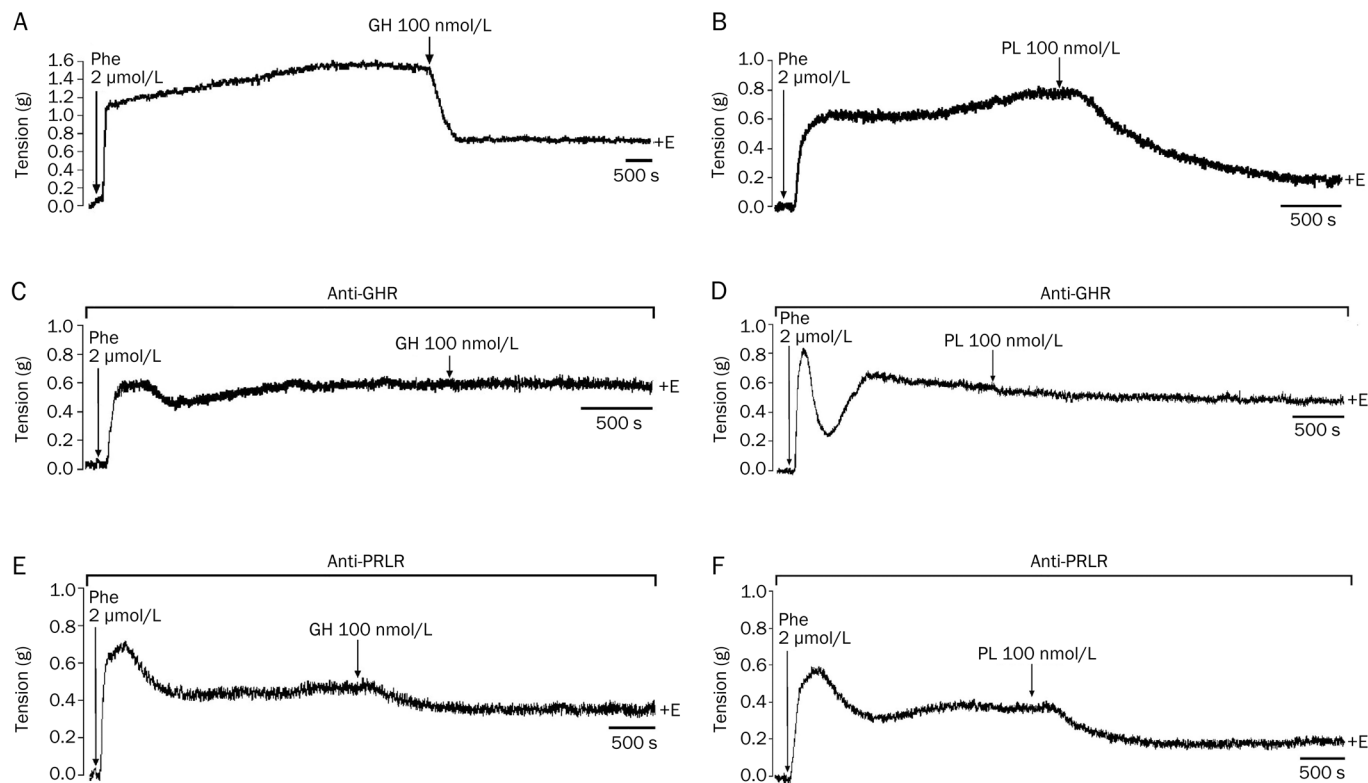 A
GH 100 nmol/L
Phe
2 µmol/L
1.6
1.4
1.2
1.0
0.8
0.6
0.4
0.2
0.0
Tension (g)
+E
500 s
B
PL 100 nmol/L
Phe
2 µmol/L
1.0
0.8
0.6
0.4
0.2
0.0
Tension (g)
+E
500 s
C
Anti-GHR
Phe
2 µmol/L
GH 100 nmol/L
1.0
0.8
0.6
0.4
0.2
0.0
Tension (g)
+E
500 s
D
Anti-GHR
Phe
2 µmol/L
PL 100 nmol/L
1.0
0.8
0.6
0.4
0.2
0.0
Tension (g)
+E
500 s
E
Anti-PRLR
Phe
2 µmol/L
GH 100 nmol/L
1.0
0.8
0.6
0.4
0.2
0.0
Tension (g)
+E
500 s
F
Anti-PRLR
Phe
2 µmol/L
PL 100 nmol/L
1.0
0.8
0.6
0.4
0.2
0.0
Tension (g)
+E
500 s